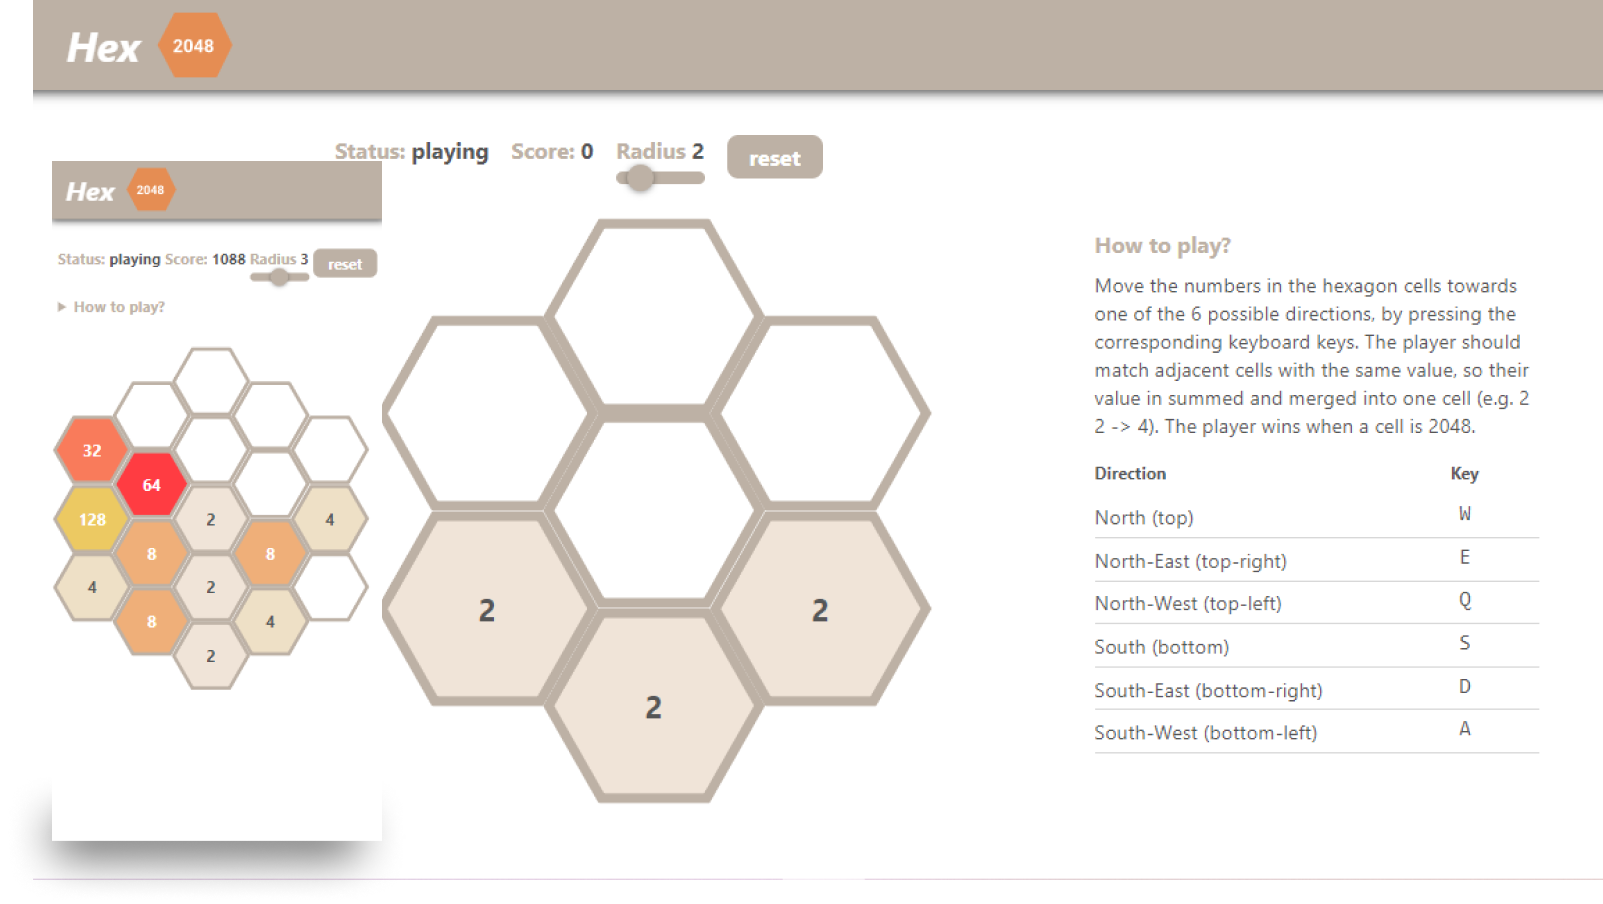 Hex 2048
Status: playing Score: 0 Radius 2 reset
Hex 2048
Status: playing Score: 1088 Radius 3 reset
How to play?
32
64
128
2
4
8
8
4
2
8
4
2
2
2
2
How to play?
Move the numbers in the hexagon cells towards
one of the 6 possible directions, by pressing the
corresponding keyboard keys. The player should
match adjacent cells with the same value, so their
value in summed and merged into one cell (e.g. 2
2 -> 4). The player wins when a cell is 2048.
Direction Key
North (top) W
North-East (top-right) E
North-West (top-left) Q
South (bottom) S
South-East (bottom-right) D
South-West (bottom-left) A